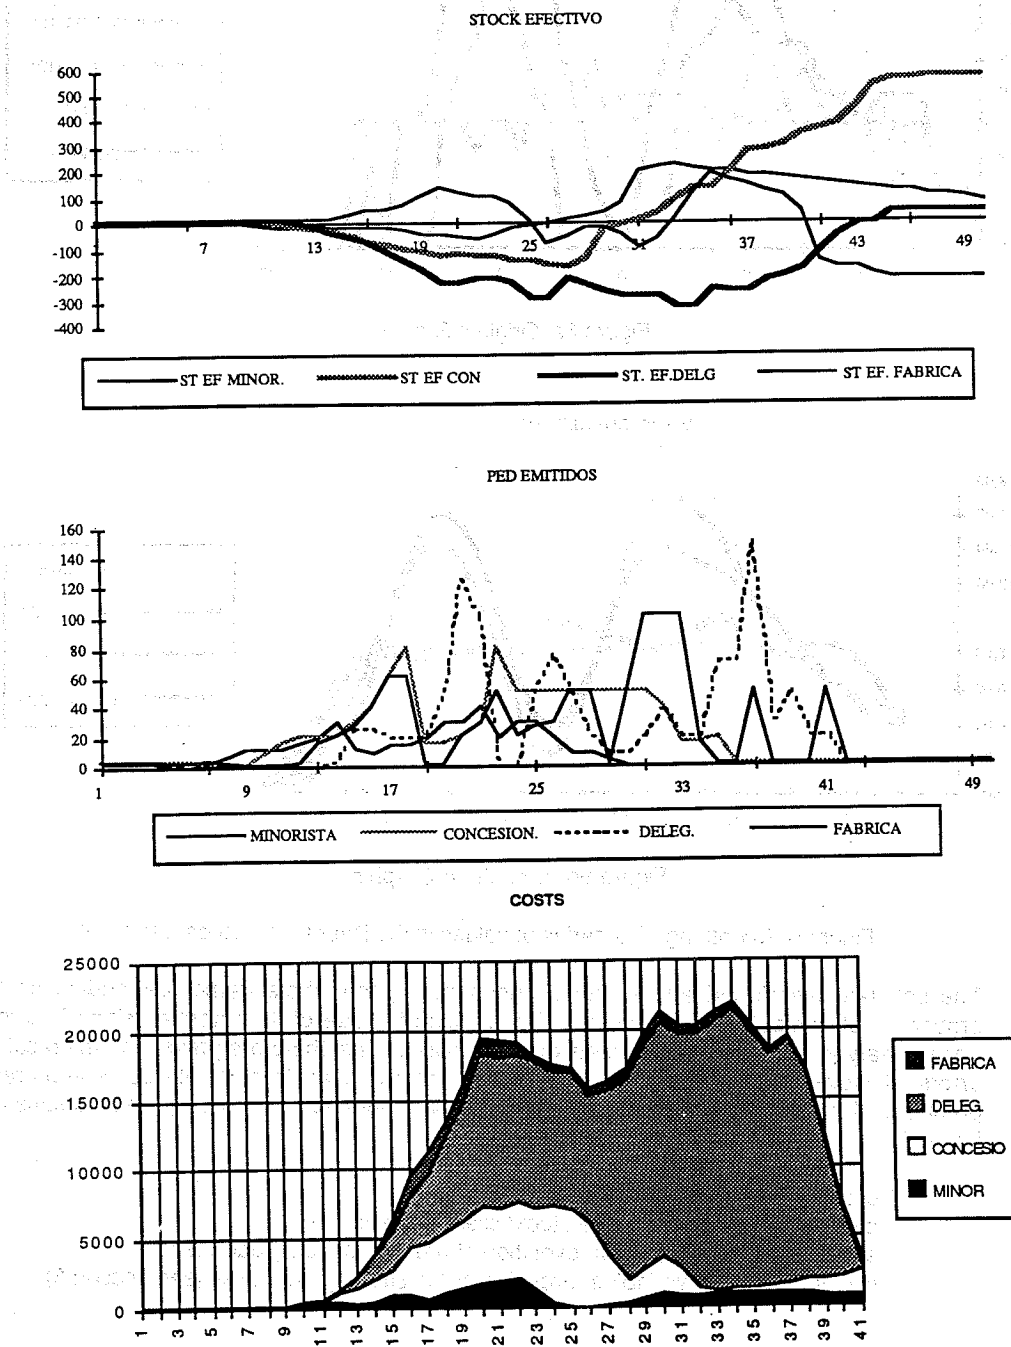 STOCK EFECTIVO
600
500
400
300
200
100
0
-100
-200
-300
-400
1 7 13 19 25 31 37 43 49
ST EF MINOR. ST EF CON ST. EF.DELG ST EF. FABRICA
PED EMITIDOS
160
140
120
100
80
60
40
20
0
1 9 17 25 33 41 49
MINORISTA CONCESION. DELEG. FABRICA
COSTS
25000
20000
15000
10000
5000
0
1 3 5 7 9 11 13 15 17 19 21 23 25 27 29 31 33 35 37 39 41
FABRICA
DELEG.
CONCESIO
MINOR